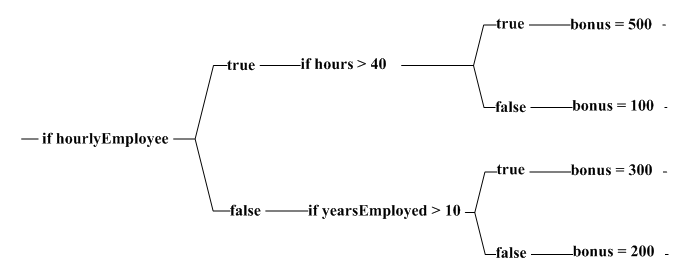 true bonus = 500
true if hours > 40
false bonus = 100
if hourlyEmployee
true bonus = 300
false if yearsEmployed > 10
false bonus = 200